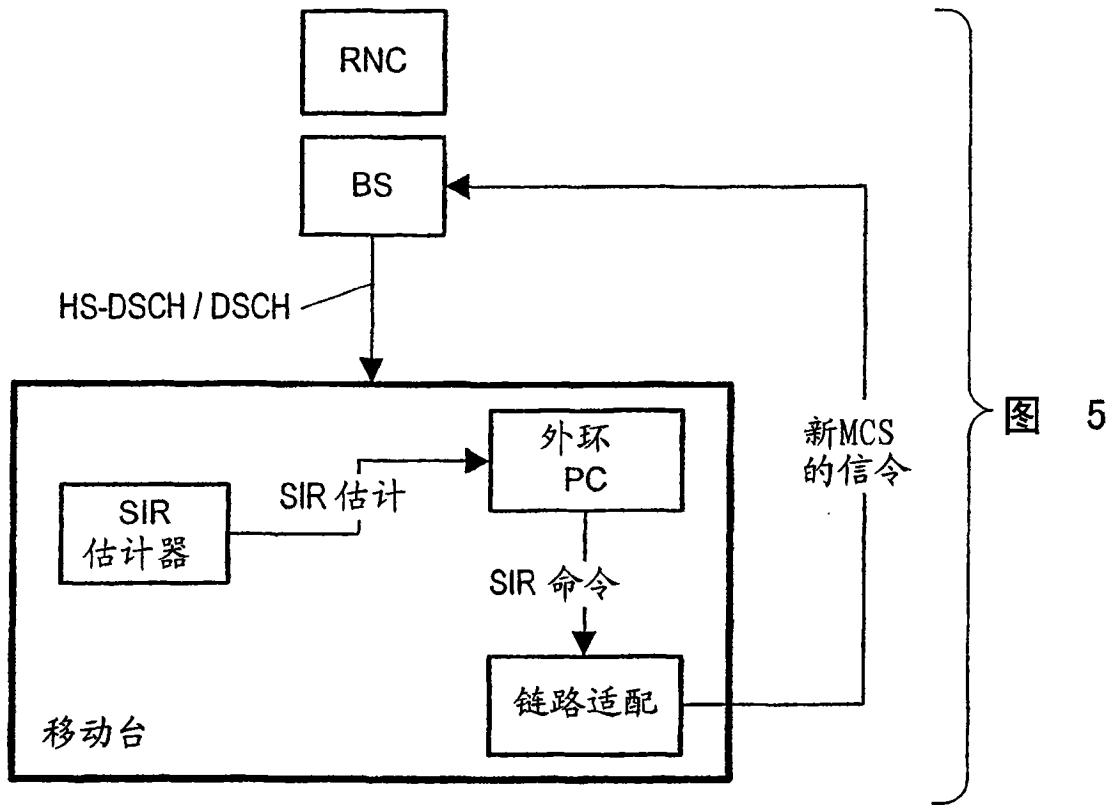 RNC
BS
HS-DSCH / DSCH
外环
PC
SIR 估计
SIR
估计器
SIR 命令
链路适配
移动台
新MCS
的信令
图 5